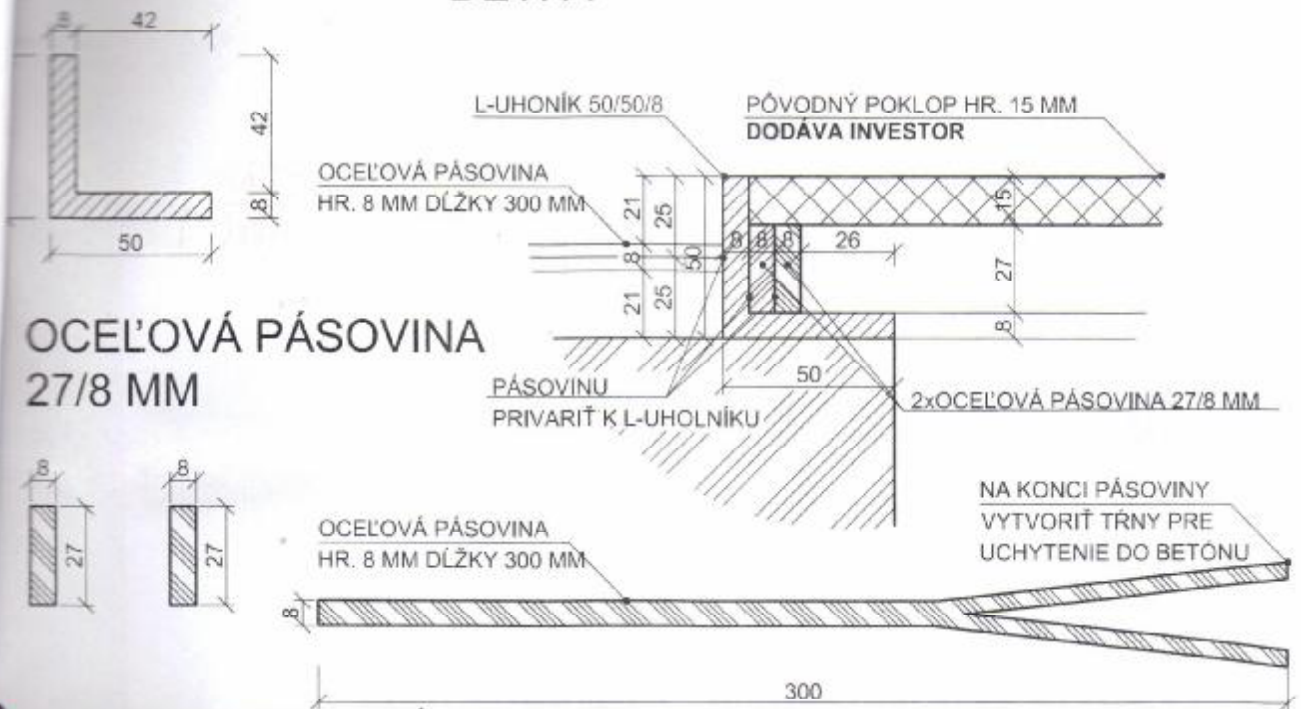 8
42
42
8
50
L-UHONÍK 50/50/8
PÔVODNÝ POKLOP HR. 15 MM
DODÁVA INVESTOR
OCEĽOVÁ PÁSOVINA
HR. 8 MM DĹŽKY 300 MM
21
25
8
50
21
25
8
8
8
26
15
27
8
50
PÁSOVINU
PRIVARIŤ K L-UHOLNÍKU
2xOCEĽOVÁ PÁSOVINA 27/8 MM
OCEĽOVÁ PÁSOVINA
27/8 MM
8
27
8
27
OCEĽOVÁ PÁSOVINA
HR. 8 MM DĹŽKY 300 MM
NA KONCI PÁSOVINY
VYTVORIŤ TŔNY PRE
UCHYTENIE DO BETÓNU
8
300